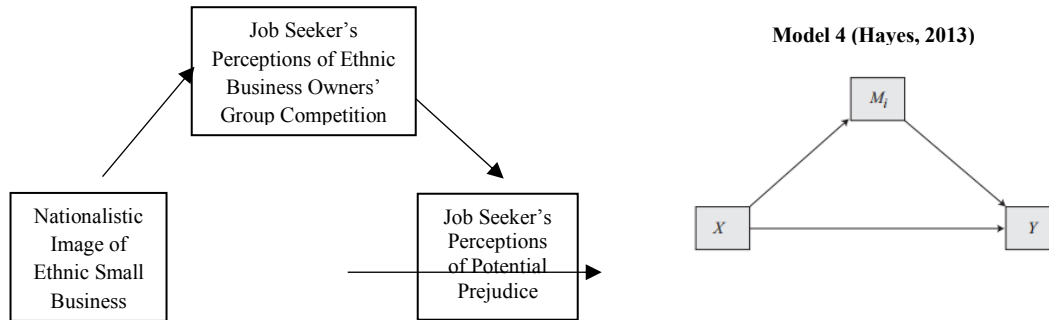 Job Seeker's
Perceptions of Ethnic
Business Owners'
Group Competition
Nationalistic
Image of
Ethnic Small
Business
Job Seeker's
Perceptions
of Potential
Prejudice
Model 4 (Hayes, 2013)
Mi
X
Y